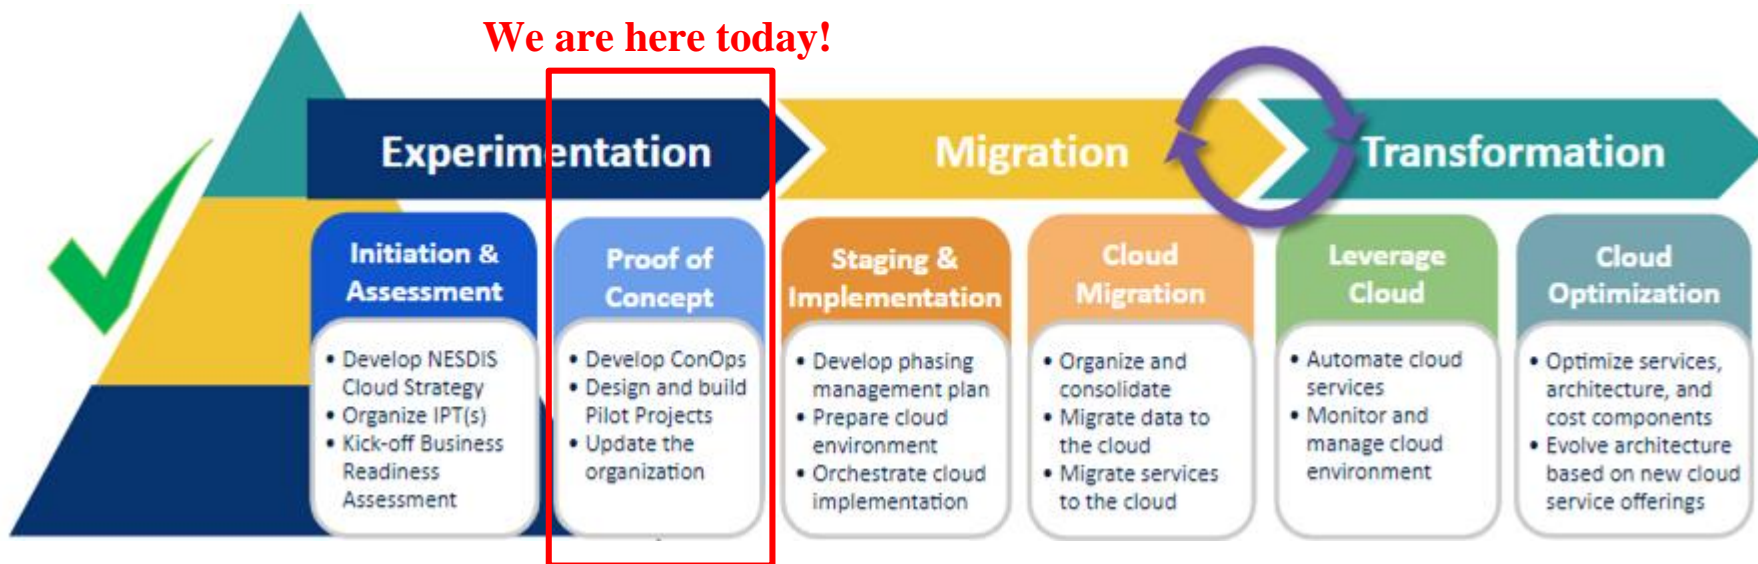 We are here today!
Experimentation
Migration
Transformation
Initiation &
Assessment
• Develop NESDIS
Cloud Strategy
• Organize IPT(s)
• Kick-off Business
Readiness
Assessment
Proof of
Concept
• Develop ConOps
• Design and build
Pilot Projects
• Update the
organization
Staging &
Implementation
• Develop phasing
management plan
• Prepare cloud
environment
• Orchestrate cloud
implementation
Cloud
Migration
• Organize and
consolidate
• Migrate data to
the cloud
• Migrate services
to the cloud
Leverage
Cloud
• Automate cloud
services
• Monitor and
manage cloud
environment
Cloud
Optimization
• Optimize services,
architecture, and
cost components
• Evolve architecture
based on new cloud
service offerings